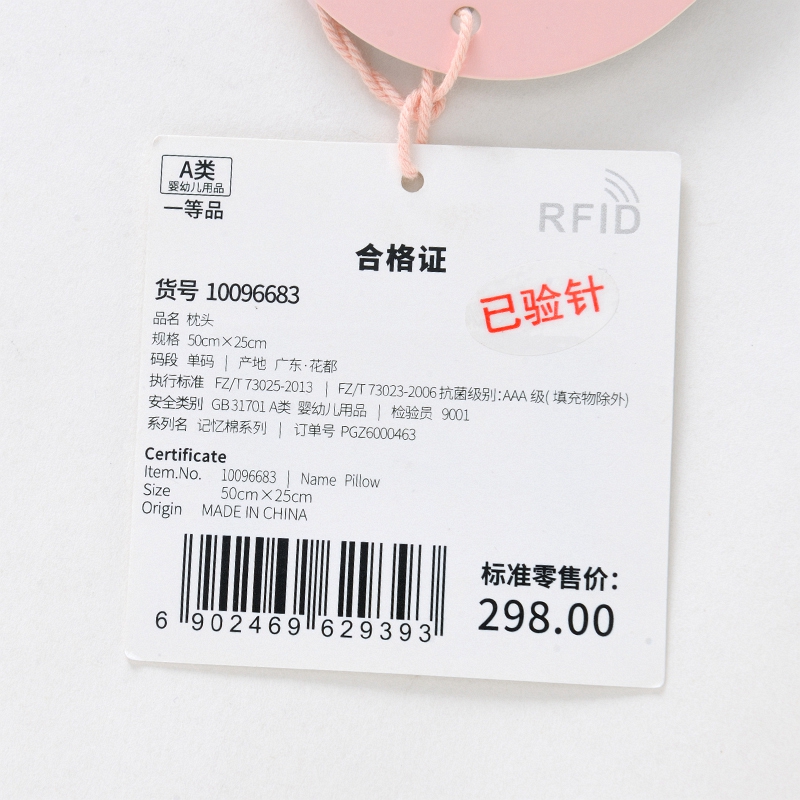 A类
婴幼儿用品
一等品
RFID
合格证
货号 10096683
已验针
品名 枕头
规格 50cm×25cm
码段 单码 | 产地 广东·花都
执行标准 FZ/T 73025-2013 | FZ/T 73023-2006 抗菌级别:AAA 级( 填充物除外)
安全类别 GB 31701 A类 婴幼儿用品 | 检验员 9001
系列名 记忆棉系列 | 订单号 PGZ6000463
Certificate
Item.No. 10096683 | Name Pillow
Size 50cm×25cm
Origin MADE IN CHINA
标准零售价:
298.00
6 902469 629393